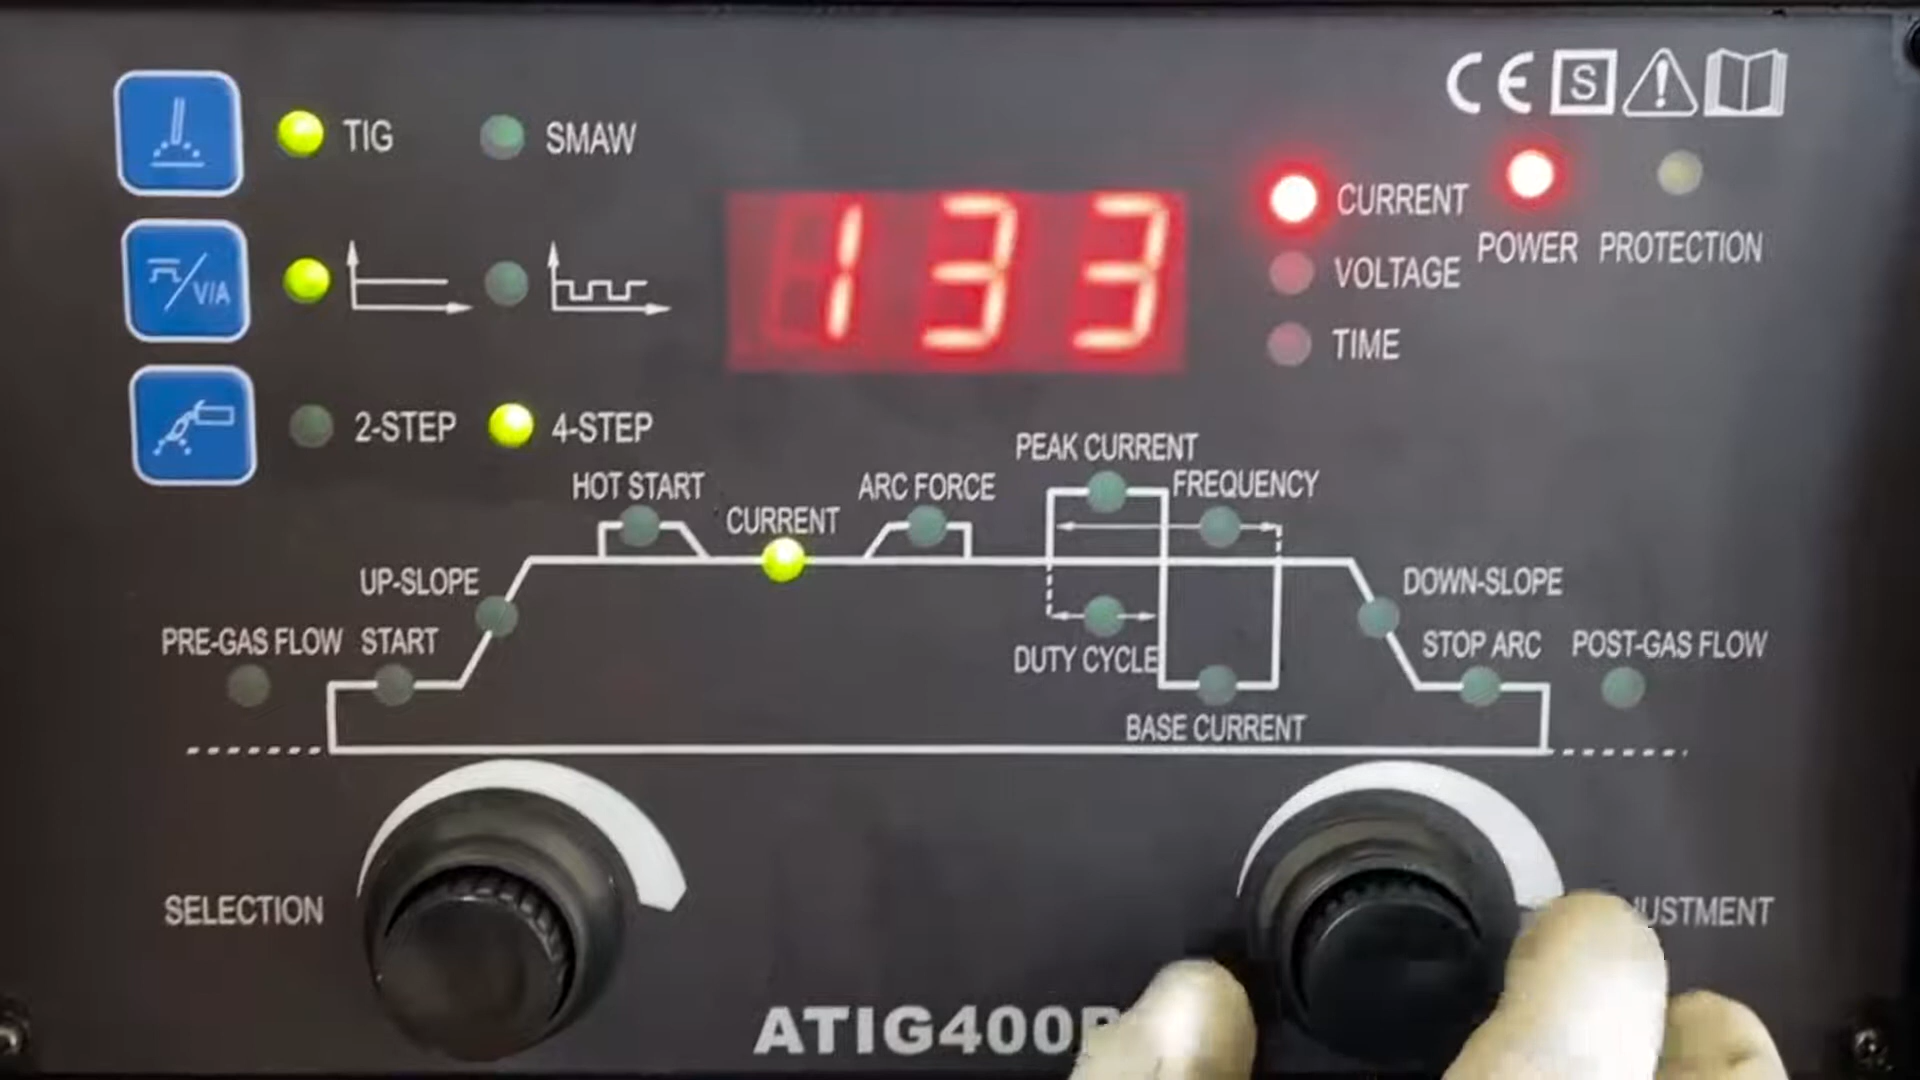 TIG
SMAW
CE S
133
CURRENT
POWER
PROTECTION
VOLTAGE
V/A
TIME
2-STEP
4-STEP
PEAK CURRENT
HOT START
ARC FORCE
FREQUENCY
CURRENT
UP-SLOPE
DOWN-SLOPE
PRE-GAS FLOW
START
DUTY CYCLE
STOP ARC
POST-GAS FLOW
BASE CURRENT
SELECTION
ATIG400